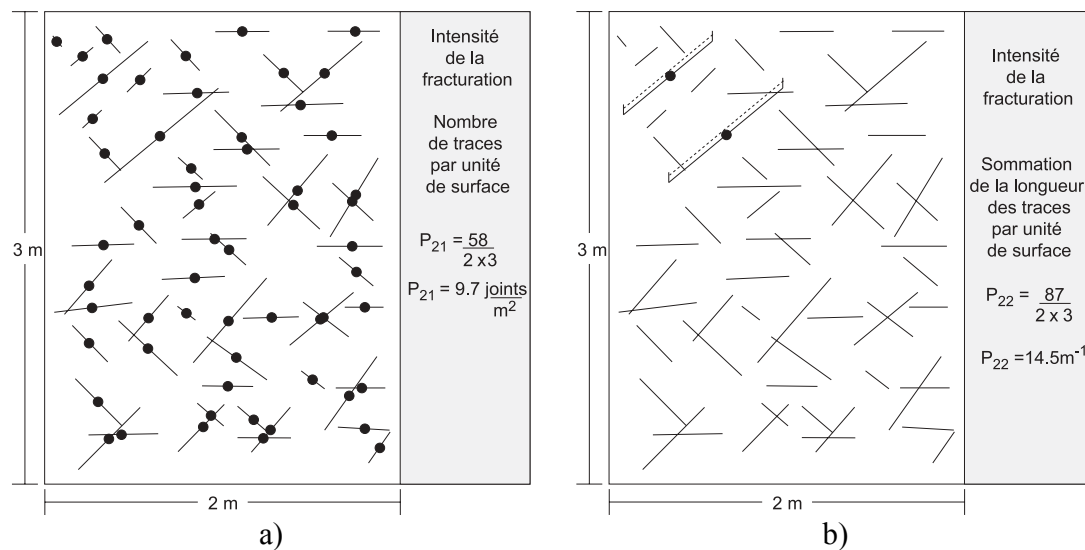 Intensité
de la
fracturation
Nombre
de traces
par unité
de surface
P21 = 58
2 x 3
P21 = 9.7 joints
m2
3 m
2 m
a)
Intensité
de la
fracturation
Sommation
de la longueur
des traces
par unité
de surface
P22 = 87
2 x 3
P22 =14.5m-1
3 m
2 m
b)